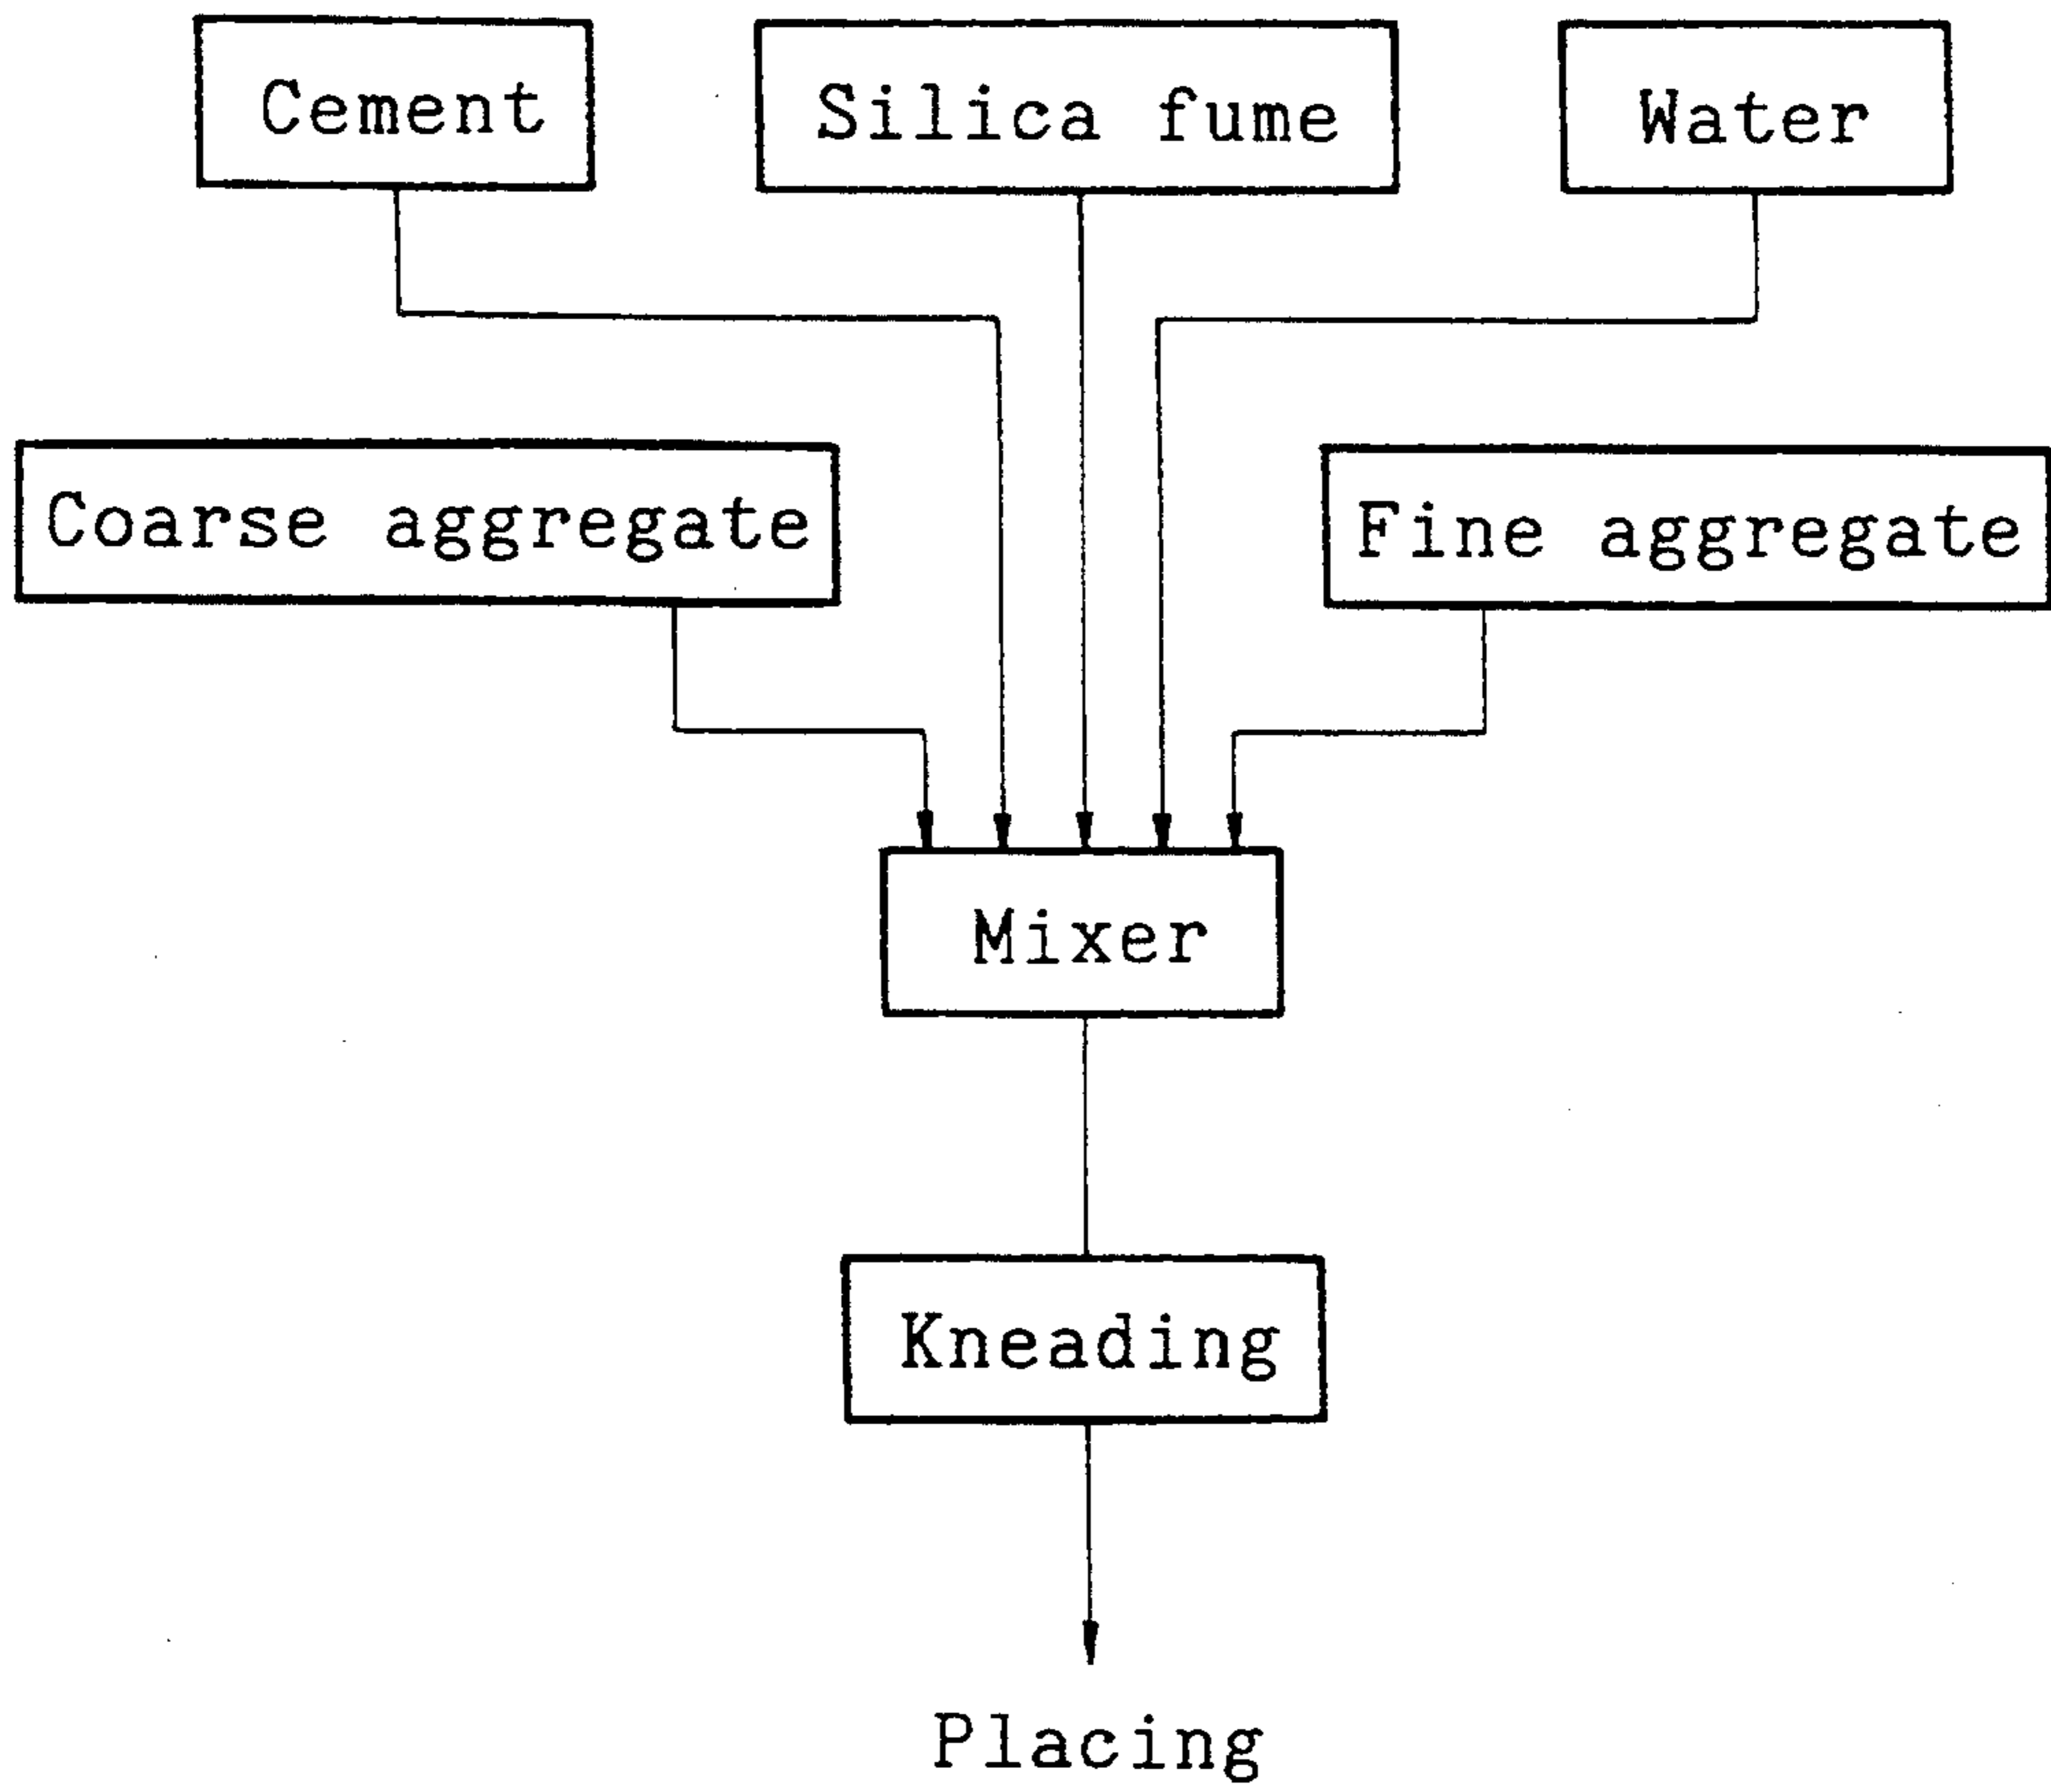 Cement
Silica fume
Water
Coarse aggregate
Fine aggregate
Mixer
Kneading
Placing